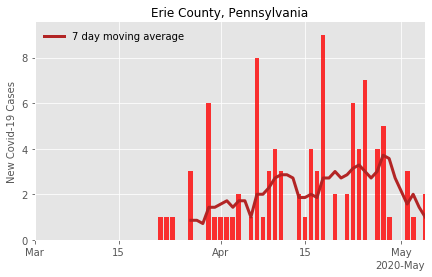 Erie County, Pennsylvania
7 day moving average
New Covid-19 Cases
8
6
4
2
0
Mar 15 Apr 15 May
2020-May